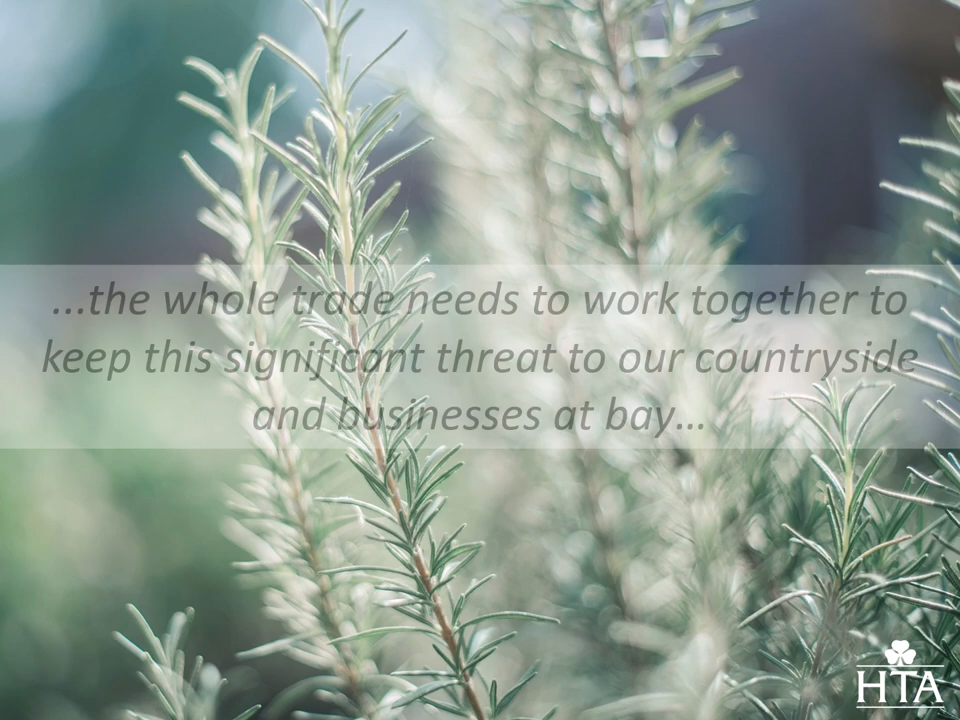 ...the whole trade needs to work together to
keep this significant threat to our countryside
and businesses at bay...
HTA